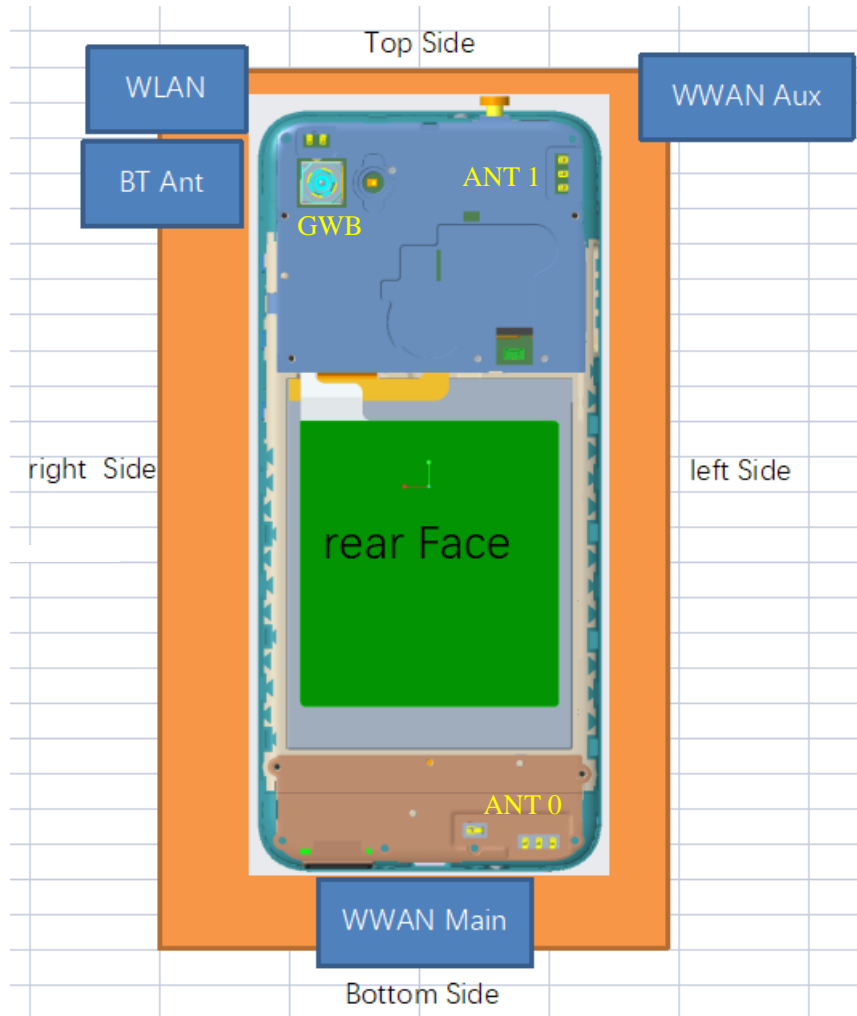 Top Side
WLAN
WWAN Aux
BT Ant
ANT 1
GWB
right  Side
left Side
rear Face
ANT 0
WWAN Main
Bottom Side